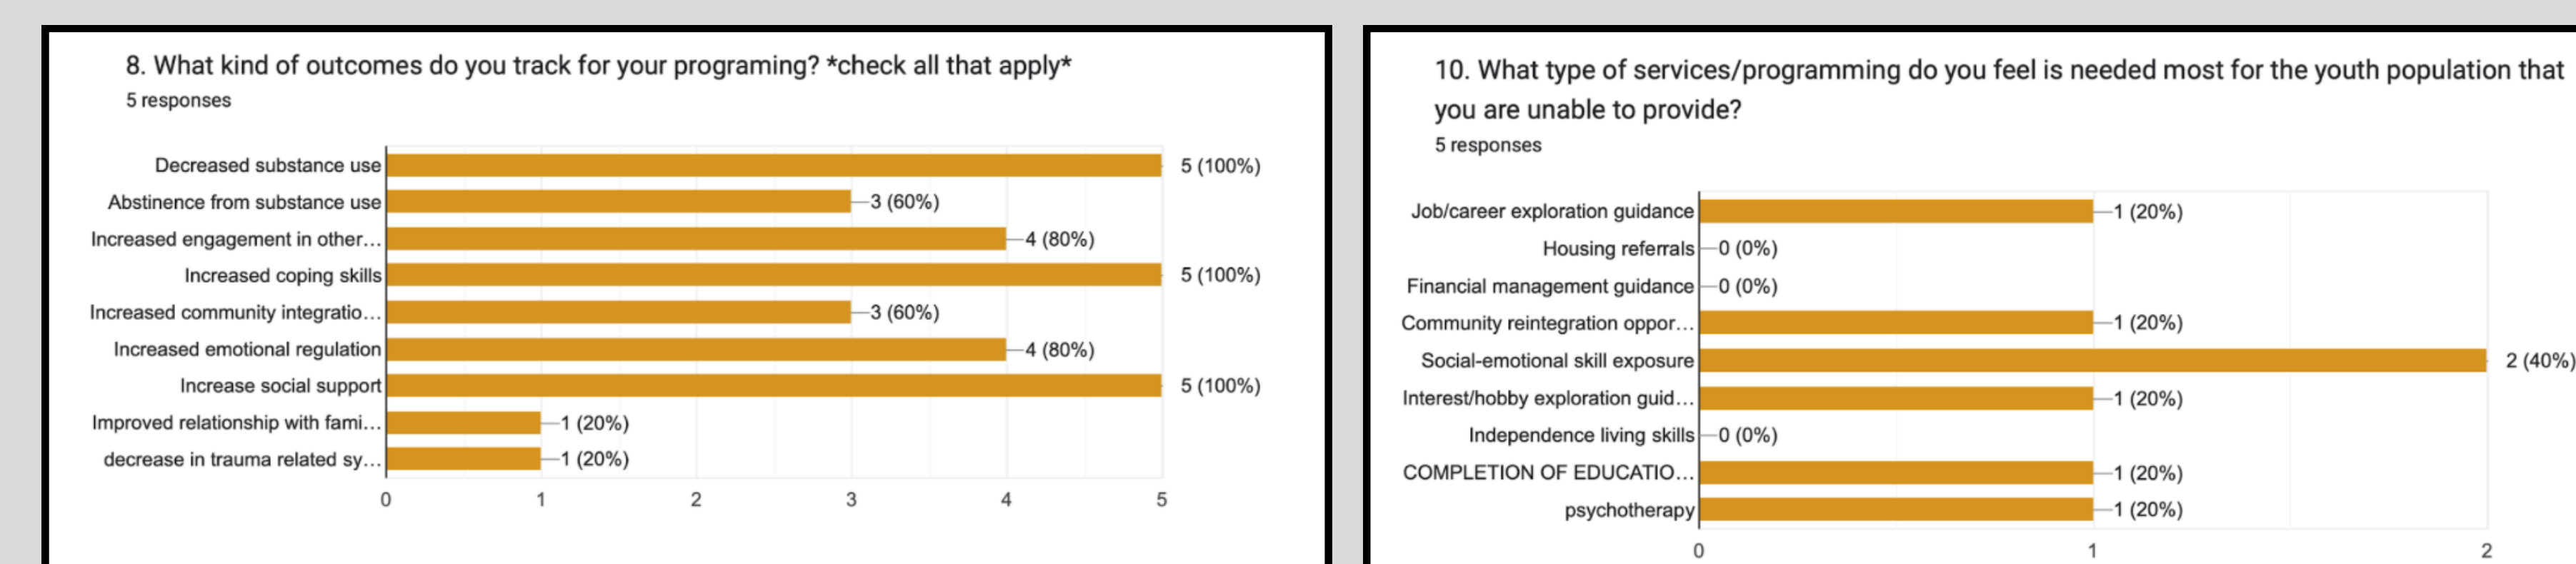 8. What kind of outcomes do you track for your programing? *check all that apply*
5 responses
Decreased substance use 5 (100%)
Abstinence from substance use 3 (60%)
Increased engagement in other… 4 (80%)
Increased coping skills 5 (100%)
Increased community integratio… 3 (60%)
Increased emotional regulation 4 (80%)
Increase social support 5 (100%)
Improved relationship with fami… 1 (20%)
decrease in trauma related sy… 1 (20%)
0 1 2 3 4 5
10. What type of services/programming do you feel is needed most for the youth population that
you are unable to provide?
5 responses
Job/career exploration guidance 1 (20%)
Housing referrals 0 (0%)
Financial management guidance 0 (0%)
Community reintegration oppor… 1 (20%)
Social-emotional skill exposure 2 (40%)
Interest/hobby exploration guid… 1 (20%)
Independence living skills 0 (0%)
COMPLETION OF EDUCATIO… 1 (20%)
psychotherapy 1 (20%)
0 1 2